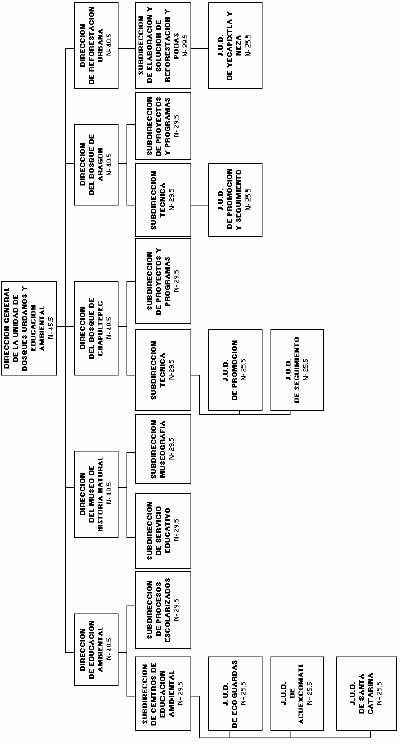 DIRECCION GENERAL
DE LA UNIDAD DE
BOSQUES URBANOS Y
EDUCACION
AMBIENTAL
N- 45.5
DIRECCION
DE EDUCACION
AMBIENTAL
N- 40.5
DIRECCION
DEL MUSEO DE
HISTORIA NATURAL
N- 40.5
DIRECCION
DEL BOSQUE DE
CHAPULTEPEC
N- 40.5
DIRECCION
DEL BOSQUE DE
ARAGON
N- 40.5
DIRECCION
DE REFORESTACION
URBANA
N- 40.5
SUBDIRECCION
DE CENTROS DE
EDUCACION
AMBIENTAL
N- 29.5
SUBDIRECCION
DE PROCESOS
ESCOLARIZADOS
N- 29.5
SUBDIRECCION
DE SERVICIO
EDUCATIVO
N- 29.5
SUBDIRECCION
MUSEOGRAFIA
N- 29.5
SUBDIRECCION
TECNICA
N- 29.5
SUBDIRECCION
DE PROYECTOS Y
PROGRAMAS
N- 29.5
SUBDIRECCION
TECNICA
N- 29.5
SUBDIRECCION
DE PROYECTOS
Y PROGRAMAS
N- 29.5
SUBDIRECCION
DE ELABORACION Y
SOLUCION DE
REFORESTACION Y
PODAS
N- 29.5
J.U.D.
DE ECOGUARDAS
N- 25.5
J.U.D.
DE
ACUEXCOMATL
N- 25.5
J.U.D.
DE SANTA
CATARINA
N- 25.5
J.U.D.
DE PROMOCION
N- 25.5
J.U.D.
DE SEGUIMIENTO
N- 25.5
J.U.D.
DE PROMOCION
Y SEGUIMIENTO
N- 25.5
J.U.D.
DE YECAPIXTLA Y
NEZA
N- 25.5